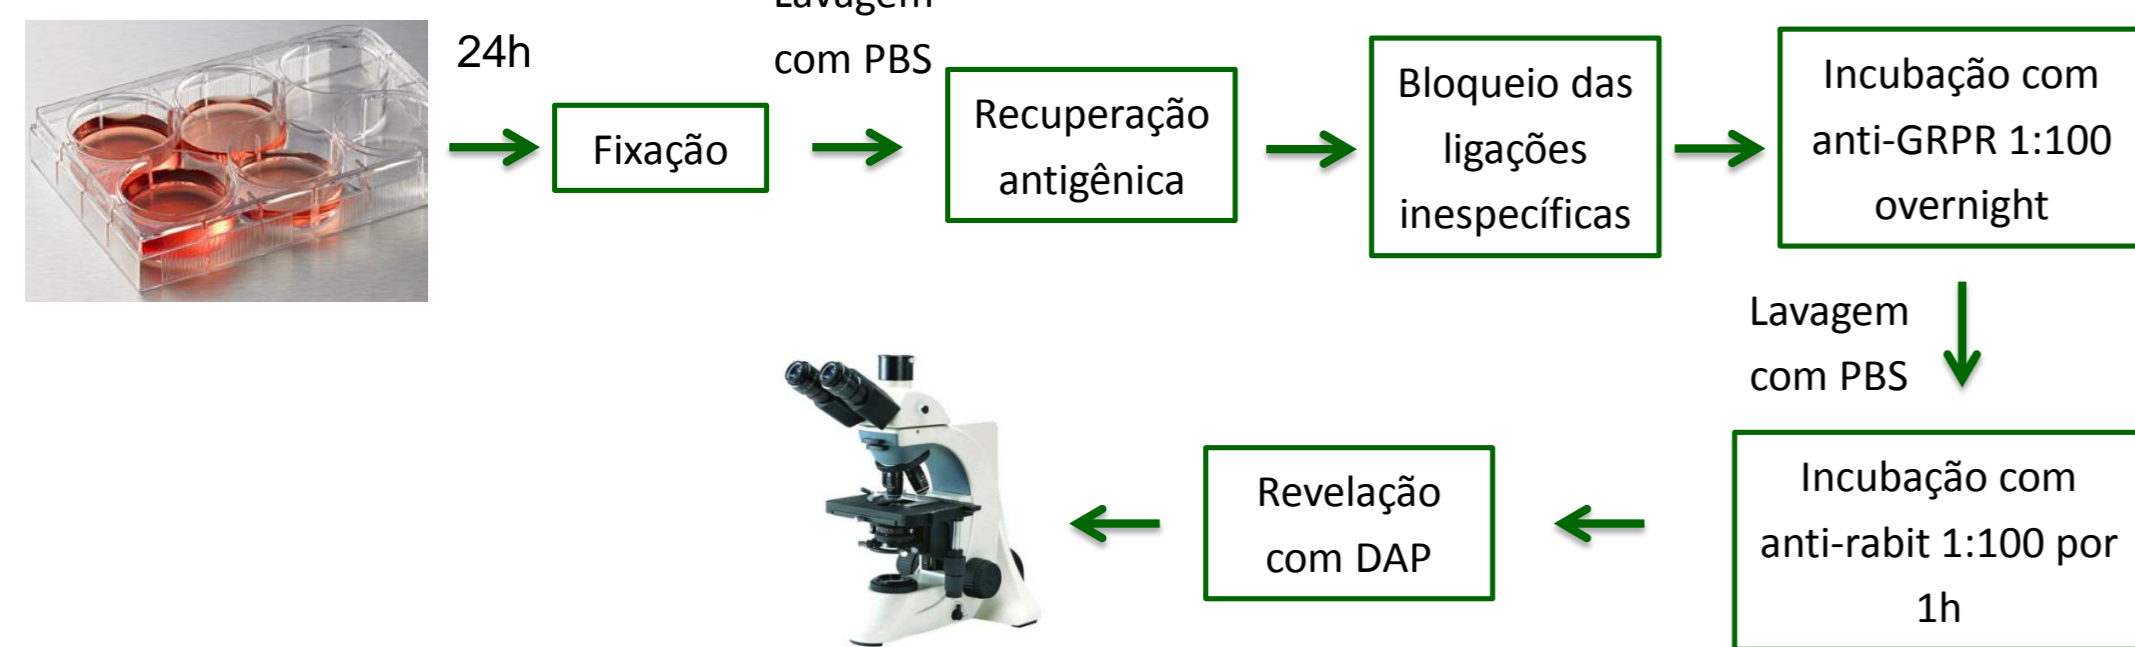 24h
Lavagem
com PBS
Fixação
Recuperação
antigênica
Bloqueio das
ligações
inespecíficas
Incubação com
anti-GRPR 1:100
overnight
Lavagem
com PBS
Incubação com
anti-rabit 1:100 por
1h
Revelação
com DAP